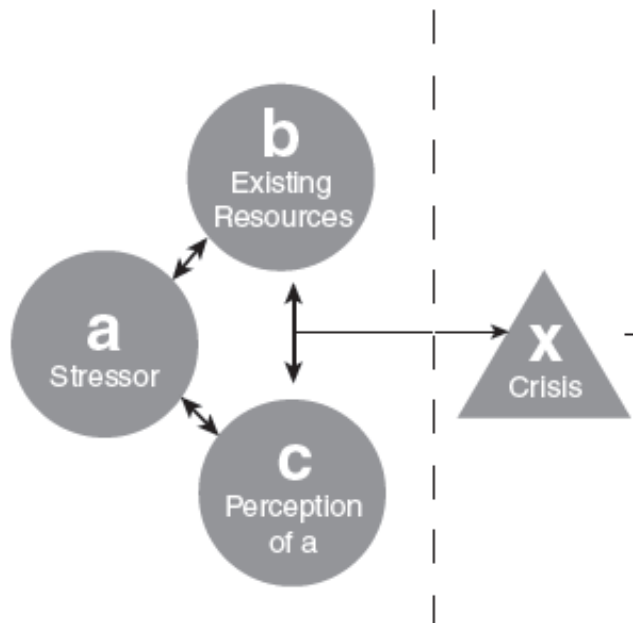 b
Existing
Resources
a
Stressor
x
Crisis
c
Perception
of a